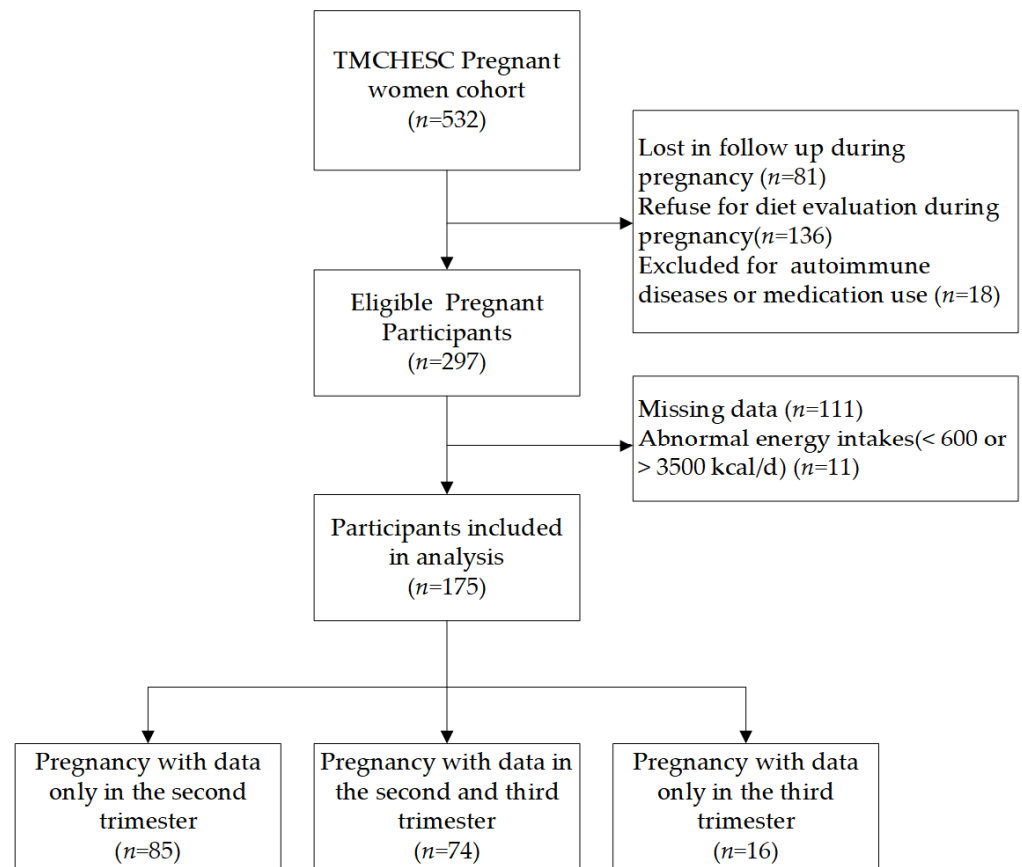 TMCHESC Pregnant
women cohort
(n=532)
Lost in follow up during
pregnancy (n=81)
Refuse for diet evaluation during
pregnancy(n=136)
Excluded for autoimmune
diseases or medication use (n=18)
Eligible Pregnant
Participants
(n=297)
Missing data (n=111)
Abnormal energy intakes(< 600 or
> 3500 kcal/d) (n=11)
Participants included
in analysis
(n=175)
Pregnancy with data
only in the second
trimester
(n=85)
Pregnancy with data in
the second and third
trimester
(n=74)
Pregnancy with data
only in the third
trimester
(n=16)